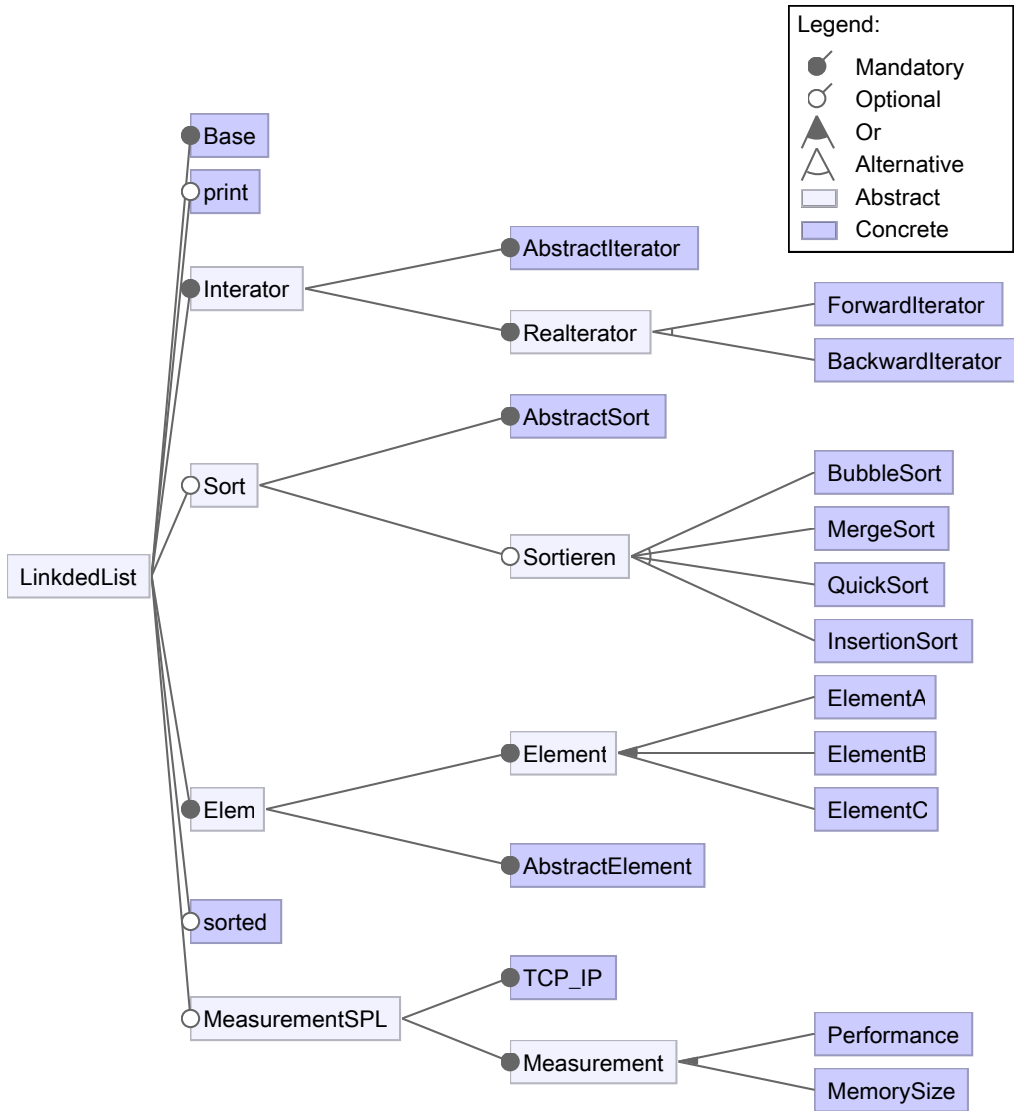 Legend:
Mandatory
Optional
Or
Alternative
Abstract
Concrete
Base
print
AbstractIterator
Interator
ForwardIterator
ReaIterator
BackwardIterator
AbstractSort
BubbleSort
Sort
MergeSort
Sortieren
LinkdedList
QuickSort
InsertionSort
ElementA
Element
ElementB
Elem
ElementC
AbstractElement
sorted
TCP_IP
MeasurementSPL
Performance
Measurement
MemorySize